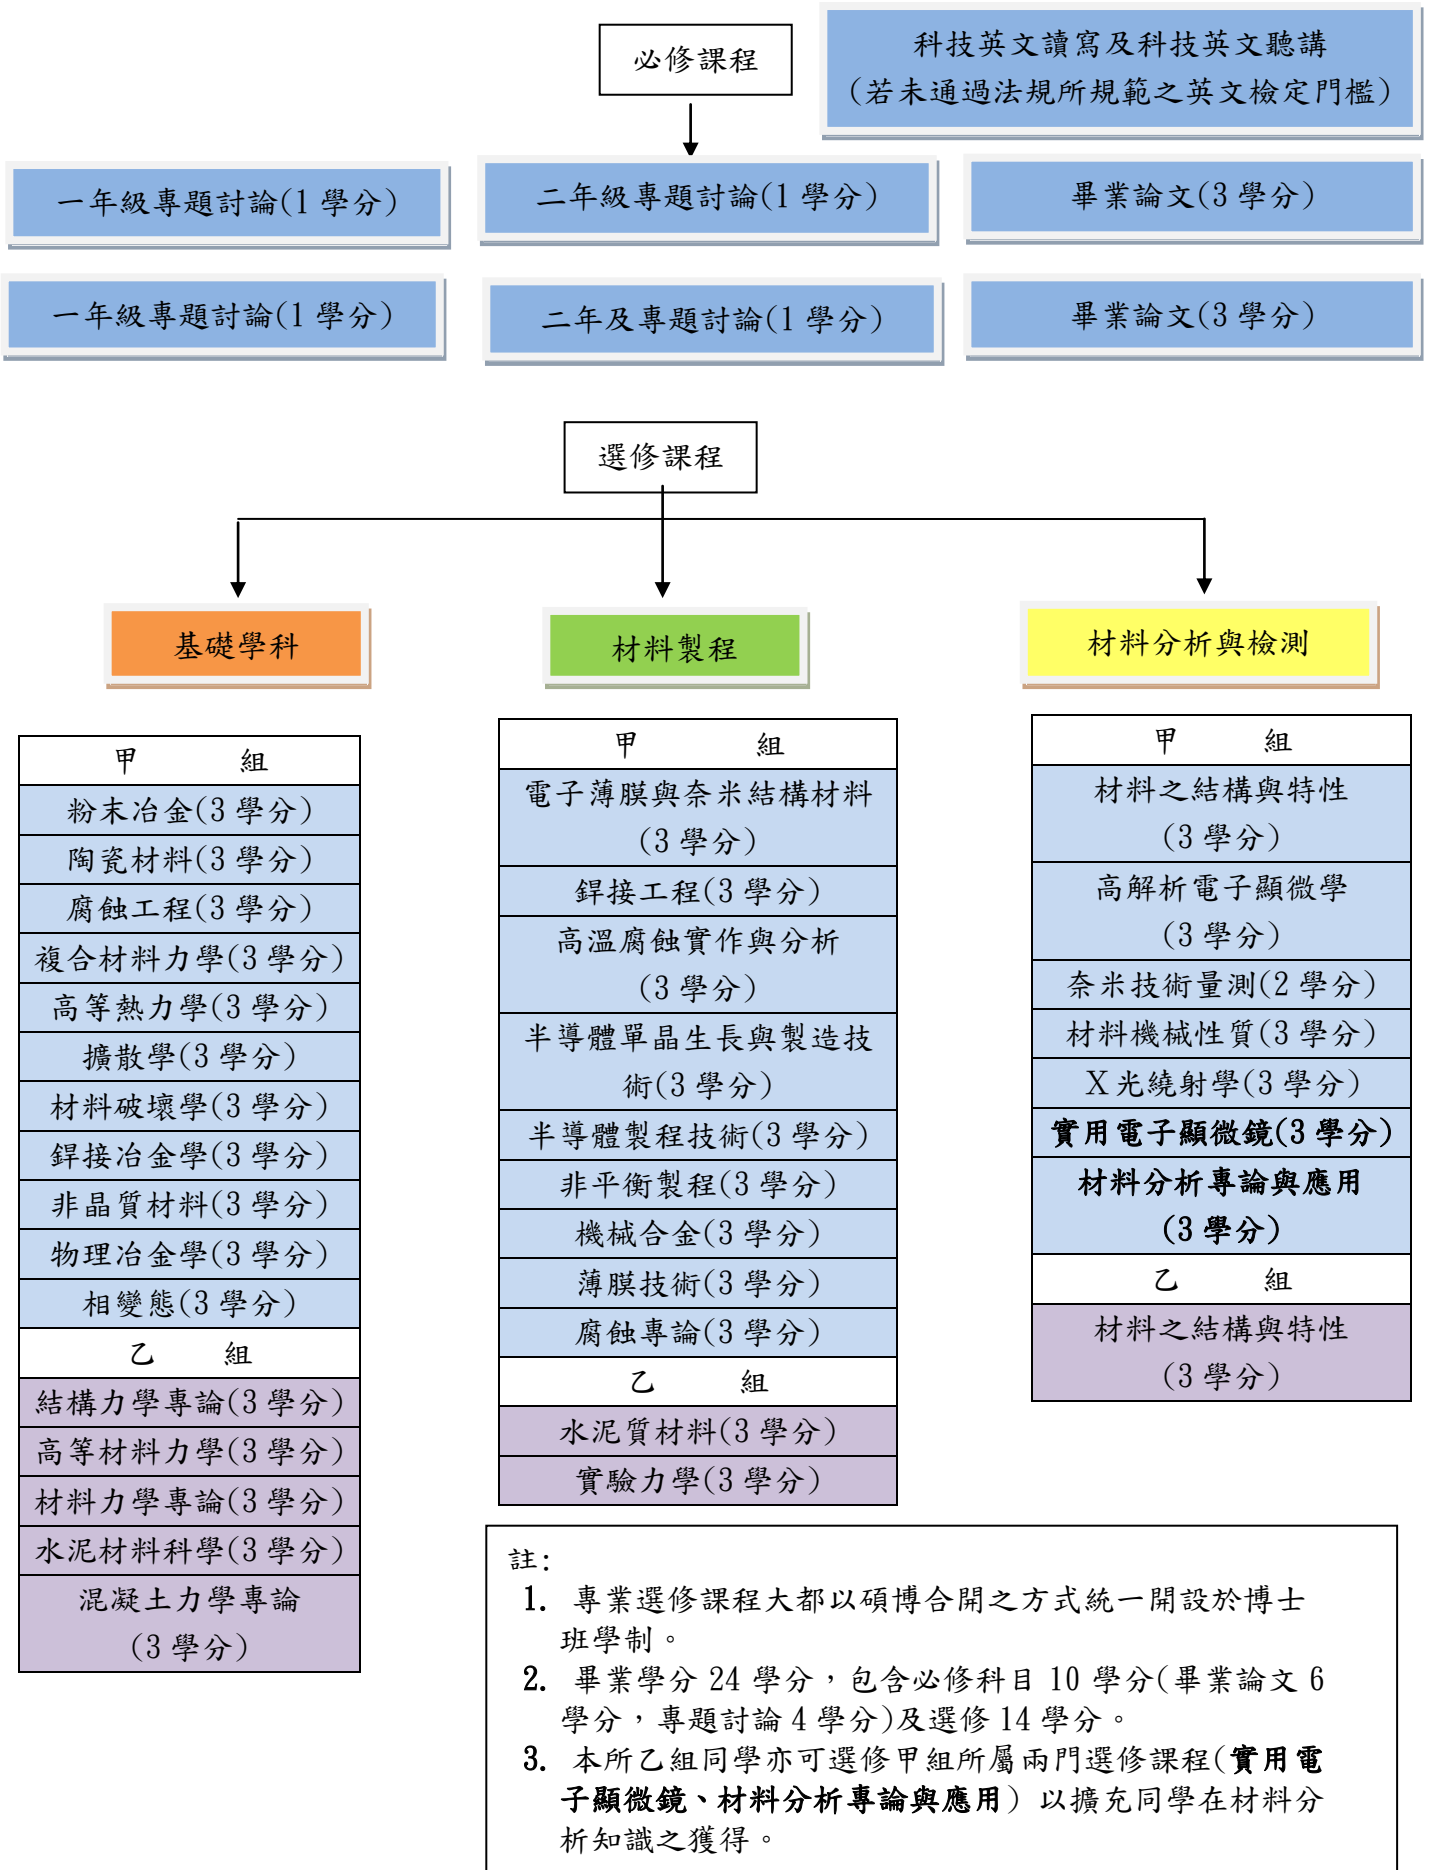 必修課程
科技英文讀寫及科技英文聽講
(若未通過法規所規範之英文檢定門檻)
一年級專題討論(1 學分)
二年級專題討論(1 學分)
畢業論文(3 學分)
一年級專題討論(1 學分)
二年及專題討論(1 學分)
畢業論文(3 學分)
選修課程
基礎學科
材料製程
材料分析與檢測
甲 組
粉末冶金(3 學分)
陶瓷材料(3 學分)
腐蝕工程(3 學分)
複合材料力學(3 學分)
高等熱力學(3 學分)
擴散學(3 學分)
材料破壞學(3 學分)
銲接冶金學(3 學分)
非晶質材料(3 學分)
物理冶金學(3 學分)
相變態(3 學分)
乙 組
結構力學專論(3 學分)
高等材料力學(3 學分)
材料力學專論(3 學分)
水泥材料科學(3 學分)
混凝土力學專論
(3 學分)
甲 組
電子薄膜與奈米結構材料
(3 學分)
銲接工程(3 學分)
高溫腐蝕實作與分析
(3 學分)
半導體單晶生長與製造技
術(3 學分)
半導體製程技術(3 學分)
非平衡製程(3 學分)
機械合金(3 學分)
薄膜技術(3 學分)
腐蝕專論(3 學分)
乙 組
水泥質材料(3 學分)
實驗力學(3 學分)
甲 組
材料之結構與特性
(3 學分)
高解析電子顯微學
(3 學分)
奈米技術量測(2 學分)
材料機械性質(3 學分)
X光繞射學(3 學分)
實用電子顯微鏡(3 學分)
材料分析專論與應用
(3 學分)
乙 組
材料之結構與特性
(3 學分)
註:
1. 專業選修課程大都以碩博合開之方式統一開設於博士
班學制。
2. 畢業學分 24 學分，包含必修科目 10 學分(畢業論文 6
學分，專題討論 4 學分)及選修 14 學分。
3. 本所乙組同學亦可選修甲組所屬兩門選修課程(實用電
子顯微鏡、材料分析專論與應用) 以擴充同學在材料分
析知識之獲得。